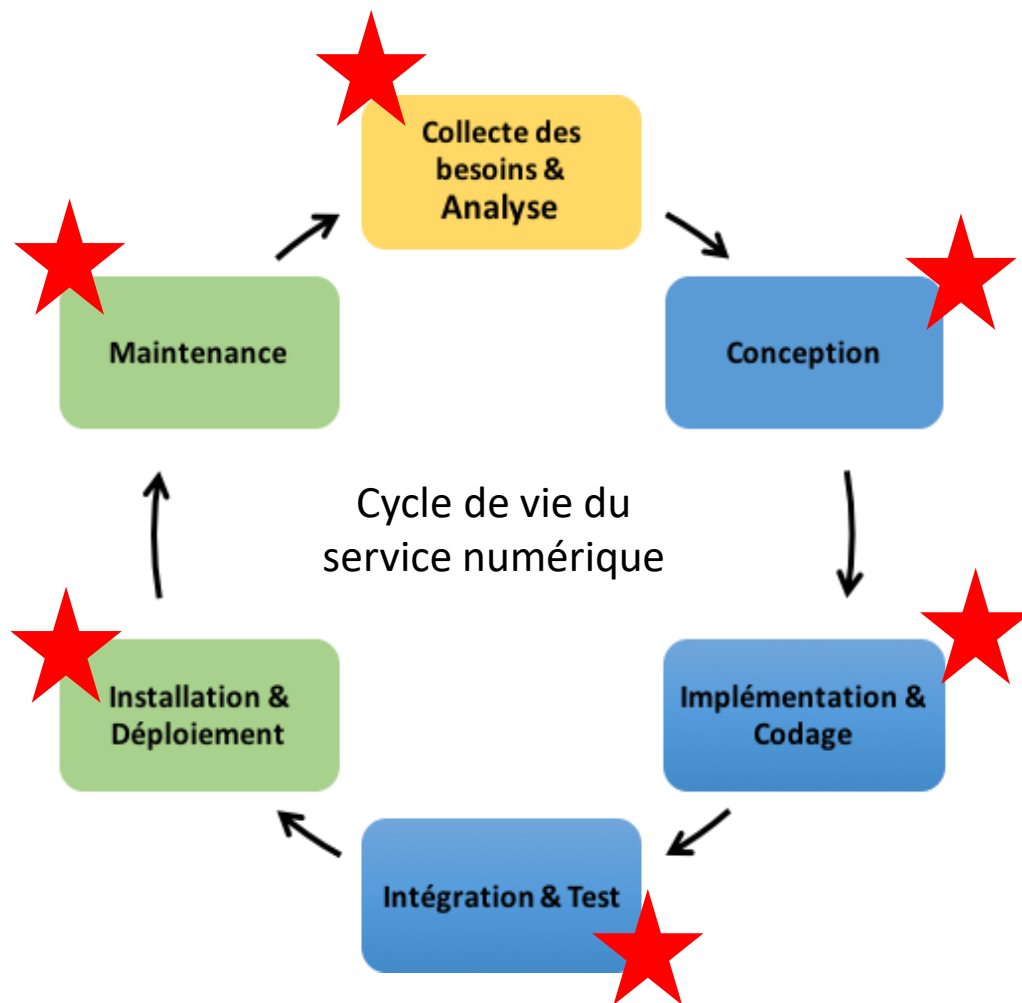 Collecte des
besoins &
Analyse
Conception
Implémentation &
Codage
Intégration & Test
Installation &
Déploiement
Maintenance
Cycle de vie du
service numérique